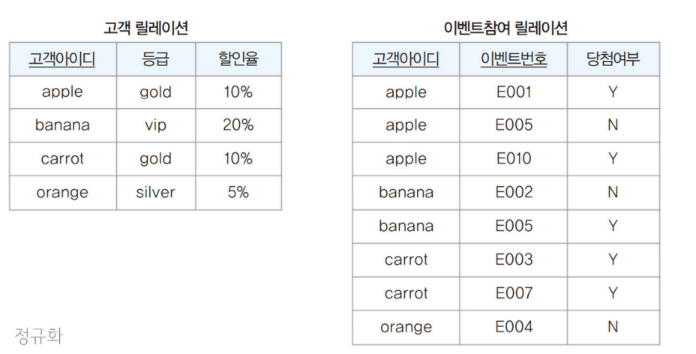 고객 릴레이션
고객아이디 등급 할인율
apple gold 10%
banana vip 20%
carrot gold 10%
orange silver 5%
이벤트참여 릴레이션
고객아이디 이벤트번호 당첨여부
apple E001 Y
apple E005 N
apple E010 Y
banana E002 N
banana E005 Y
carrot E003 Y
carrot E007 Y
orange E004 N
정규화